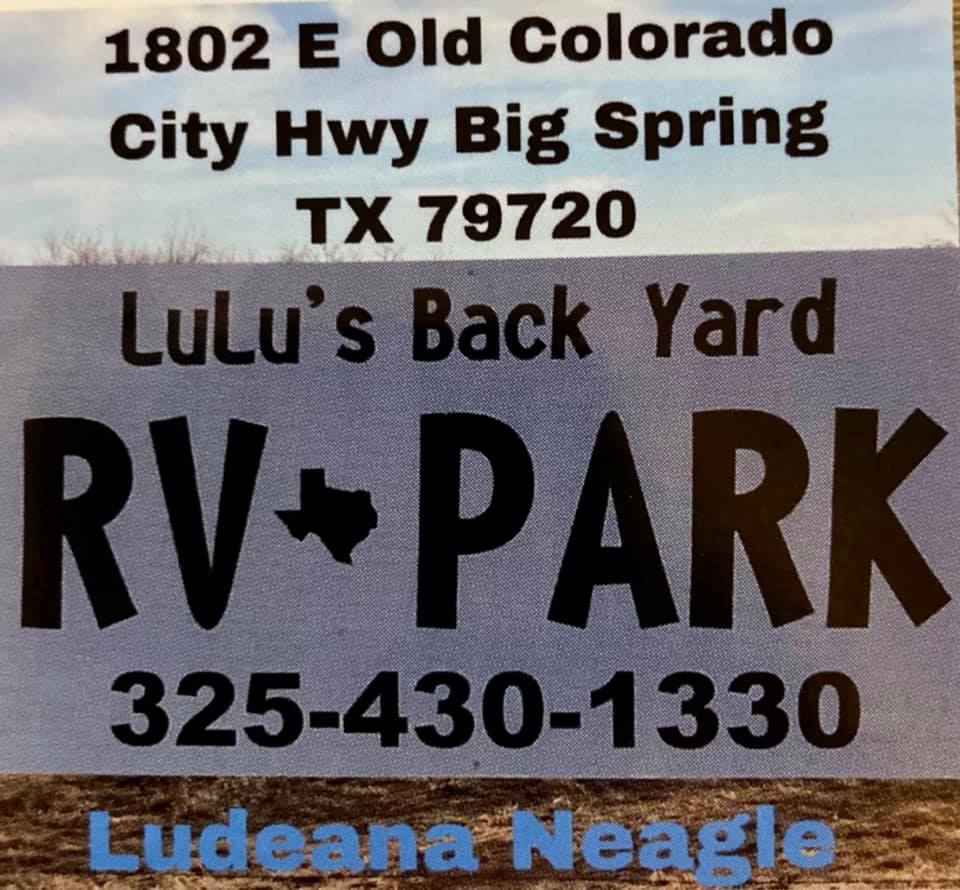 1802 E Old Colorado
City Hwy Big Spring
TX 79720
LuLu's Back Yard
RV PARK
325-430-1330
Ludeana Neagle